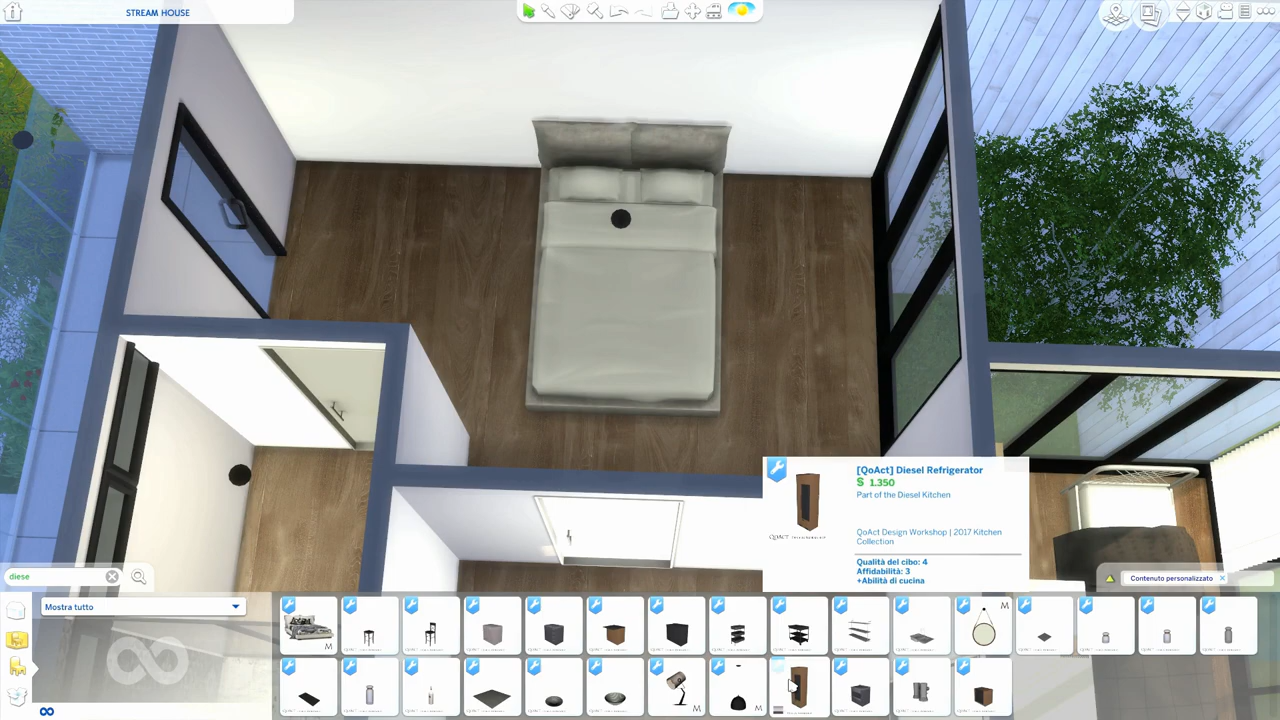 STREAM HOUSE
[QoAct] Diesel Refrigerator
§ 1.350
Part of the Diesel Kitchen
QoAct Design Workshop | 2017 Kitchen
Collection
Qualità del cibo: 4
Affidabilità: 3
+Abilità di cucina
diese
Contenuto personalizzato
Mostra tutto
M
M
M
M